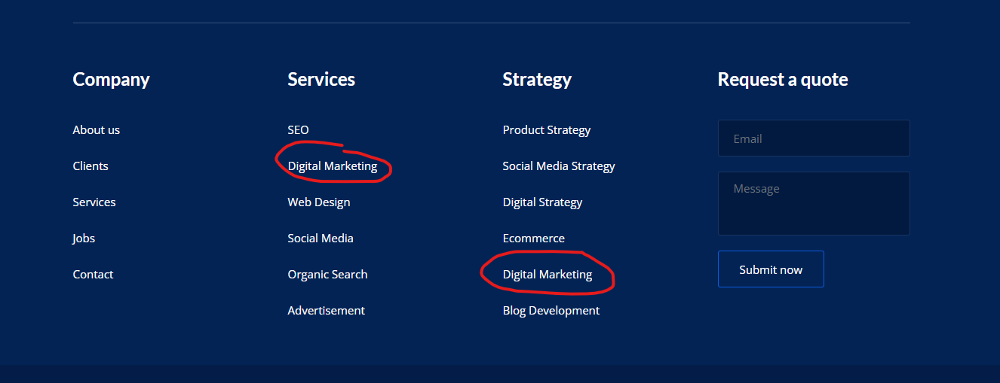 Company
About us
Clients
Services
Jobs
Contact
Services
SEO
Digital Marketing
Web Design
Social Media
Organic Search
Advertisement
Strategy
Product Strategy
Social Media Strategy
Digital Strategy
Ecommerce
Digital Marketing
Blog Development
Request a quote
Email
Message
Submit now